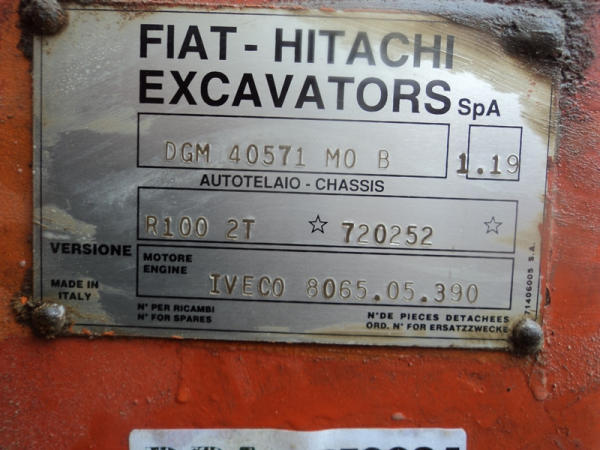 FIAT - HITACHI
EXCAVATORS SpA
DGM 40571 MO B 1.19
AUTOTELAIO - CHASSIS
R100 2T ☆ 720252 ☆
VERSIONE
MOTORE
ENGINE
IVECO 8065.05.390
MADE IN
ITALY
N° PER RICAMBI
N° FOR SPARES
N° DE PIECES DETACHEES
ORD. N° FOR ERSATZZWECKE
71406005 S.A.